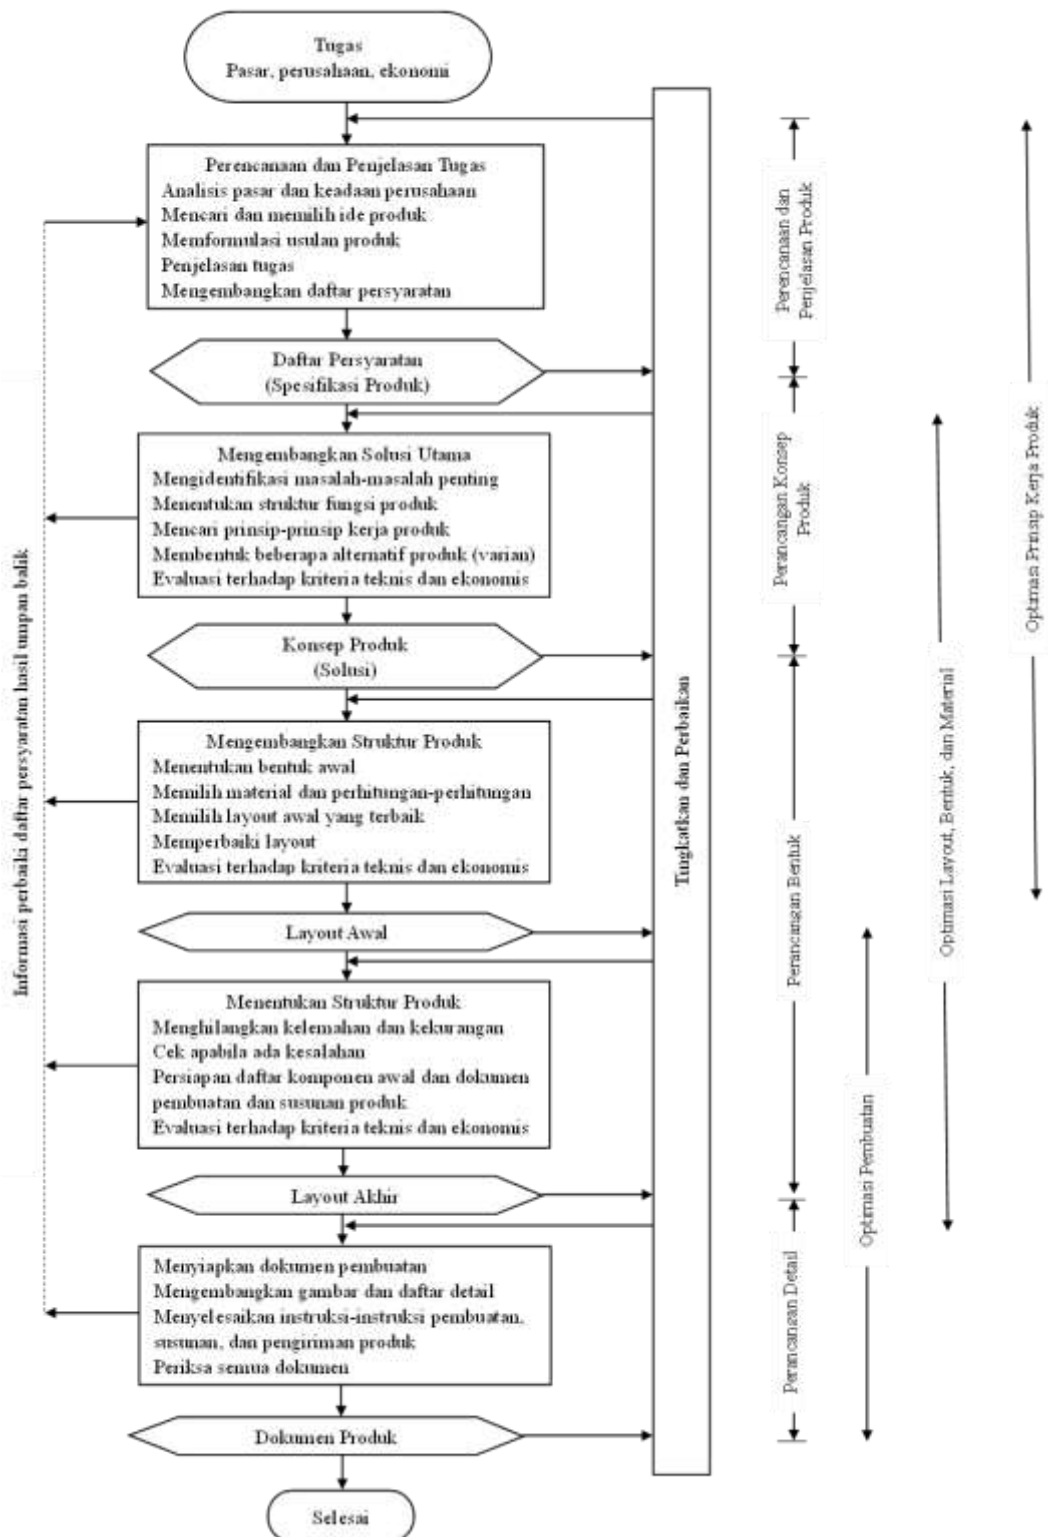 Tugas
Pasar, perusahaan, ekonomi
Perencanaan dan Penjelasan Tugas
Analisis pasar dan keadaan perusahaan
Mencari dan memilih ide produk
Memformulasi usulan produk
Penjelasan tugas
Mengembangkan daftar persyaratan
Daftar Persyaratan
(Spesifikasi Produk)
Mengembangkan Solusi Utama
Mengidentifikasi masalah-masalah penting
Menentukan struktur fungsi produk
Mencari prinsip-prinsip kerja produk
Membentuk beberapa alternatif produk (varian)
Evaluasi terhadap kriteria teknis dan ekonomis
Konsep Produk
(Solusi)
Mengembangkan Struktur Produk
Menentukan bentuk awal
Memilih material dan perhitungan-perhitungan
Memilih layout awal yang terbaik
Memperbaiki layout
Evaluasi terhadap kriteria teknis dan ekonomis
Layout Awal
Menentukan Struktur Produk
Menghilangkan kelemahan dan kekurangan
Cek apabila ada kesalahan
Persiapan daftar komponen awal dan dokumen
pembuatan dan susunan produk
Evaluasi terhadap kriteria teknis dan ekonomis
Layout Akhir
Menyiapkan dokumen pembuatan
Mengembangkan gambar dan daftar detail
Menyelesaikan instruksi-instruksi pembuatan,
susunan, dan pengiriman produk
Periksa semua dokumen
Dokumen Produk
Selesai
Informasi perbaiki daftar persyaratan hasil umpan balik
Tingkatkan dan Perbaikan
Perencanaan dan
Penjelasan Produk
Perancangan Konsep
Produk
Perancangan Bentuk
Perancangan Detail
Optimasi Pembuatan
Optimasi Layout, Bentuk, dan Material
Optimasi Prinsip Kerja Produk